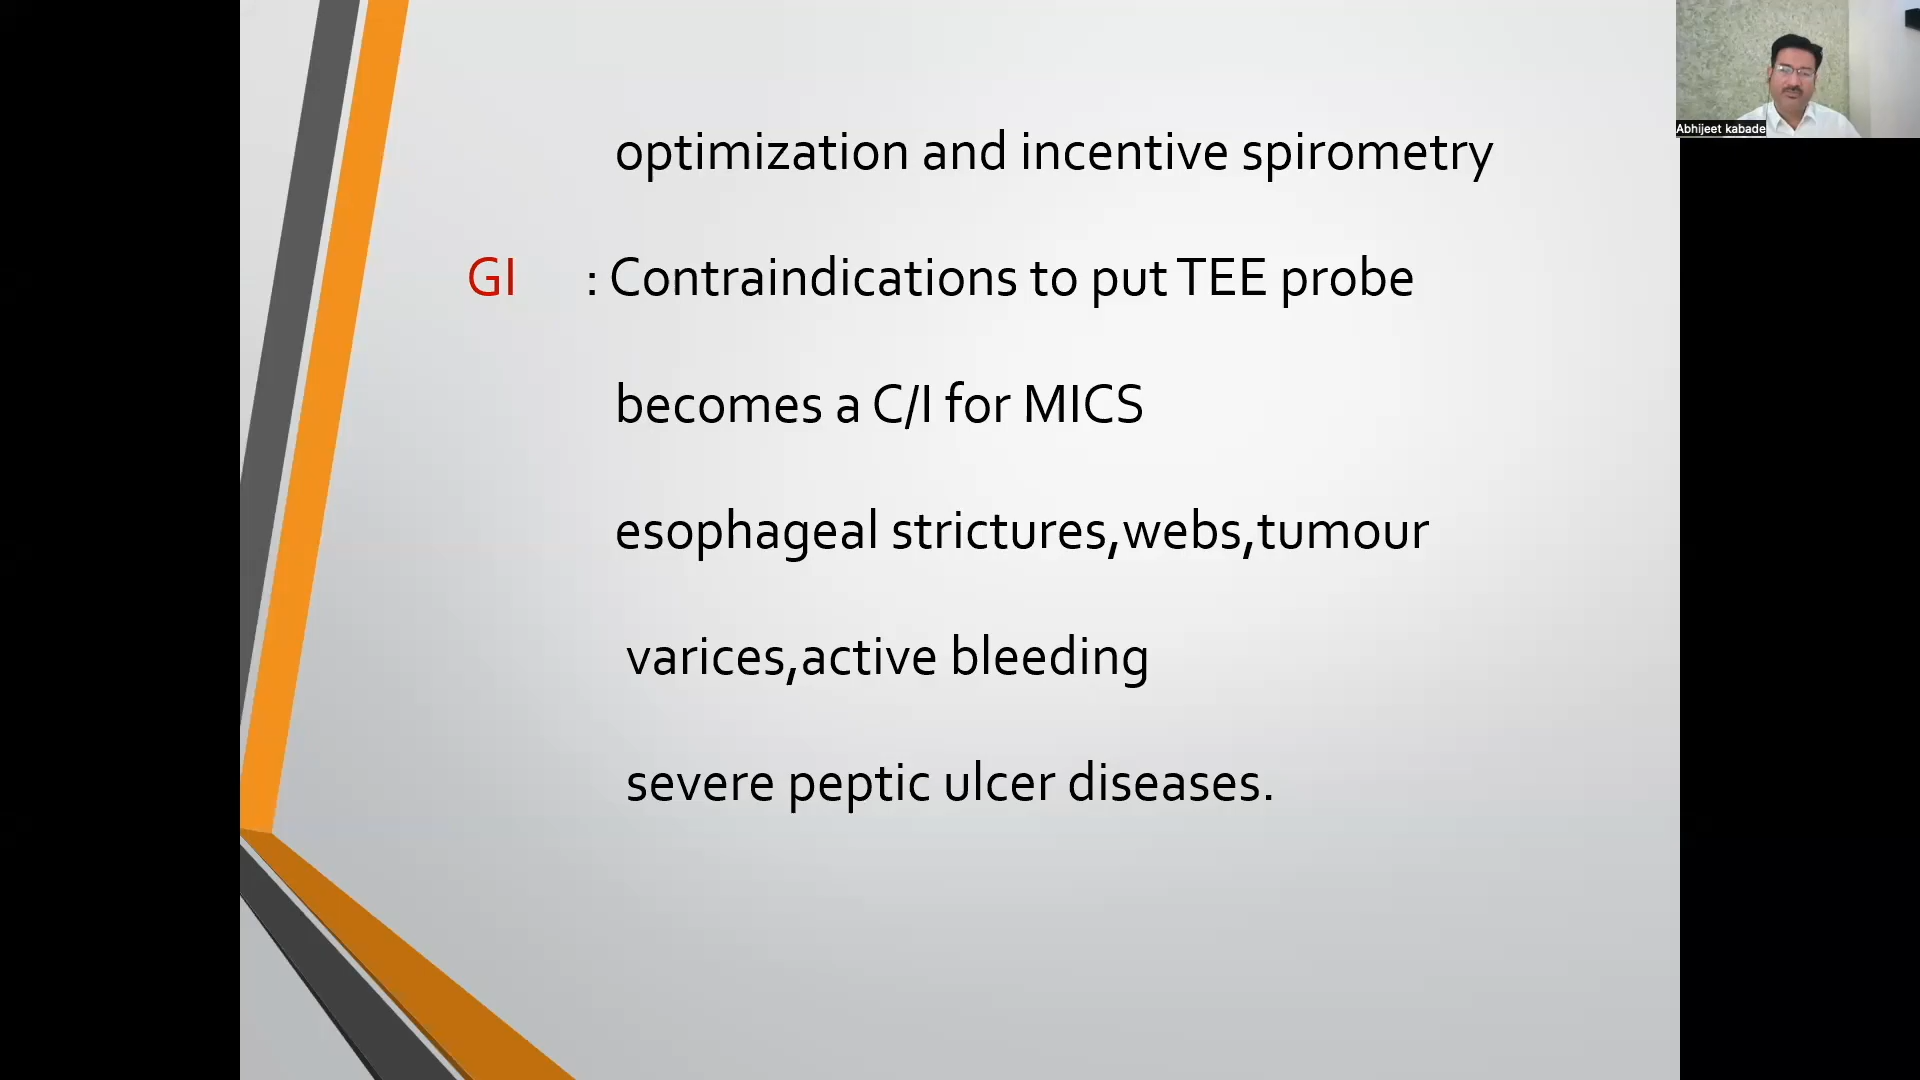 optimization and incentive spirometry
GI : Contraindications to put TEE probe
becomes a C/I for MICS
esophageal strictures,webs,tumour
varices,active bleeding
severe peptic ulcer diseases.
Abhijeet kabade